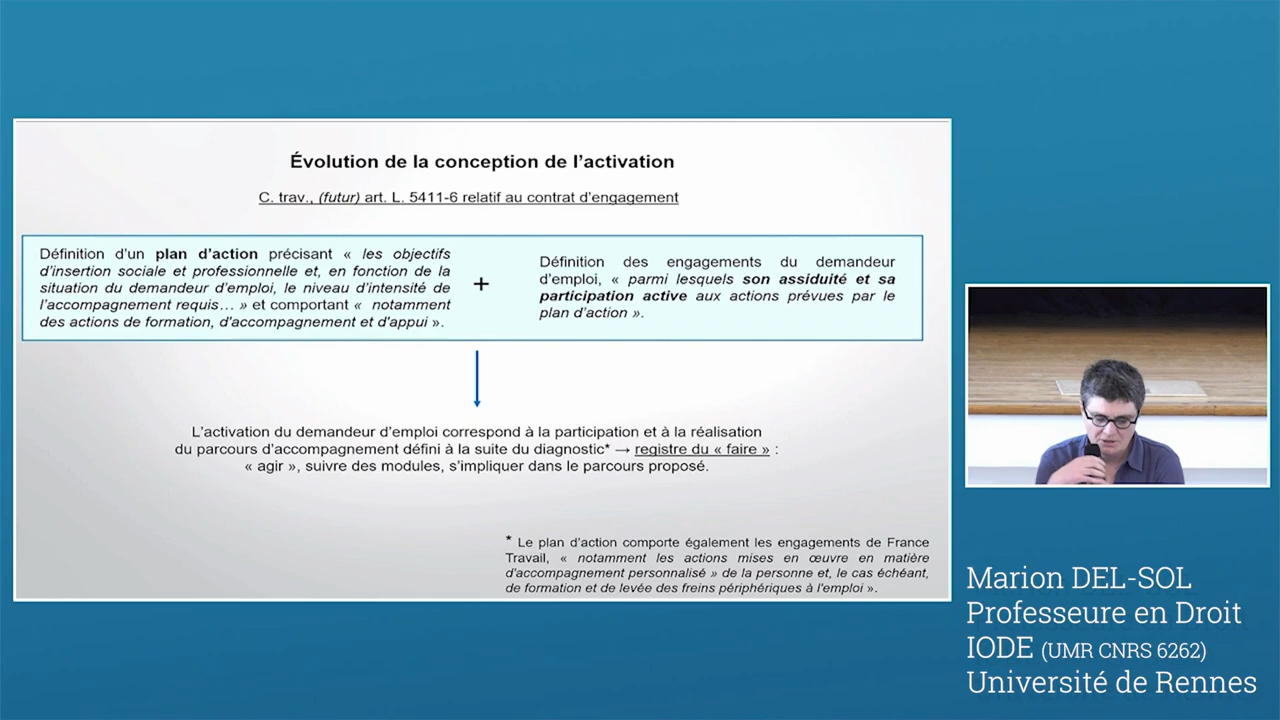 Évolution de la conception de l'activation
C. trav., (futur) art. L. 5411-6 relatif au contrat d'engagement
Définition d'un plan d'action précisant « les objectifs
d'insertion sociale et professionnelle et, en fonction de la
situation du demandeur d'emploi, le niveau d'intensité de
l'accompagnement requis… » et comportant « notamment
des actions de formation, d'accompagnement et d'appui ».
+
Définition des engagements du demandeur
d'emploi, « parmi lesquels son assiduité et sa
participation active aux actions prévues par le
plan d'action ».
L'activation du demandeur d'emploi correspond à la participation et à la réalisation
du parcours d'accompagnement défini à la suite du diagnostic* → registre du « faire » :
« agir », suivre des modules, s'impliquer dans le parcours proposé.
* Le plan d'action comporte également les engagements de France
Travail, « notamment les actions mises en œuvre en matière
d'accompagnement personnalisé » de la personne et, le cas échéant,
de formation et de levée des freins périphériques à l'emploi ».
Marion DEL-SOL
Professeure en Droit
IODE (UMR CNRS 6262)
Université de Rennes